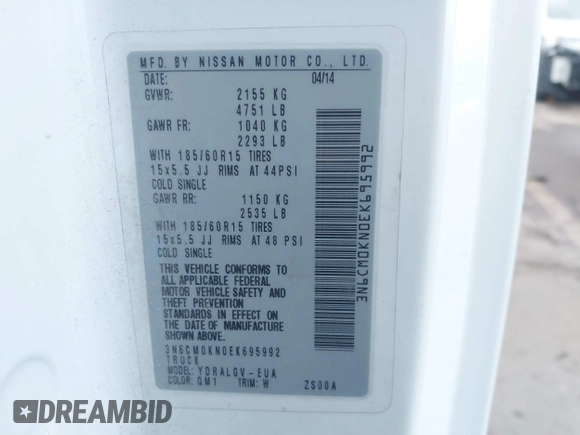 MFD. BY NISSAN MOTOR CO., LTD.
DATE: 04/14
GVWR: 2155 KG
4751 LB
GAWR FR: 1040 KG
2293 LB
WITH 185/60R15 TIRES
15x5.5 JJ RIMS AT 44PSI
COLD SINGLE
GAWR RR: 1150 KG
2535 LB
WITH 185/60R15 TIRES
15x5.5 JJ RIMS AT 48 PSI
COLD SINGLE
THIS VEHICLE CONFORMS TO
ALL APPLICABLE FEDERAL
MOTOR VEHICLE SAFETY AND
THEFT PREVENTION
STANDARDS IN EFFECT
ON THE DATE OF MANUFACTURE
SHOWN ABOVE.
3N6CM0KN0EK695992
TRUCK
MODEL: YDRALGV-EUA
COLOR: QM1 TRIM: W ZS00A
3N6CM0KN0EK695992
DREAMBID